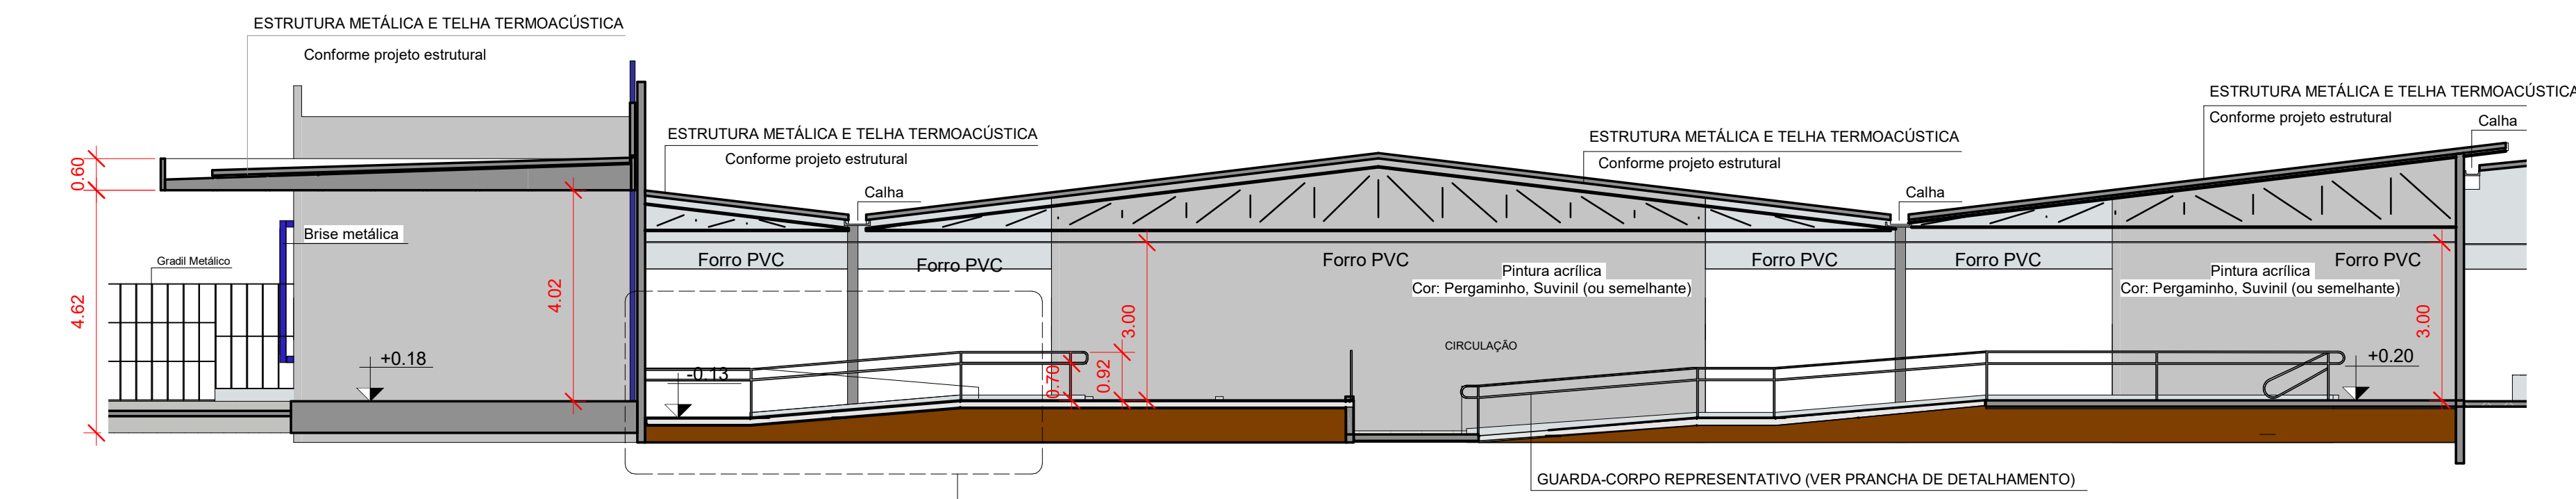 ESTRUTURA METÁLICA E TELHA TERMOACÚSTICA
Conforme projeto estrutural
ESTRUTURA METÁLICA E TELHA TERMOACÚSTICA
Conforme projeto estrutural
Calha
ESTRUTURA METÁLICA E TELHA TERMOACÚSTICA
Conforme projeto estrutural
Calha
ESTRUTURA METÁLICA E TELHA TERMOACÚSTICA
Conforme projeto estrutural
Calha
0.60
4.62
4.02
Brise metálica
Gradil Metálico
+0.18
-0.13
Forro PVC
Forro PVC
Forro PVC
Forro PVC
Forro PVC
Forro PVC
Pintura acrílica
Cor: Pergaminho, Suvinil (ou semelhante)
Pintura acrílica
Cor: Pergaminho, Suvinil (ou semelhante)
0.70
0.92
3.00
CIRCULAÇÃO
3.00
+0.20
GUARDA-CORPO REPRESENTATIVO (VER PRANCHA DE DETALHAMENTO)